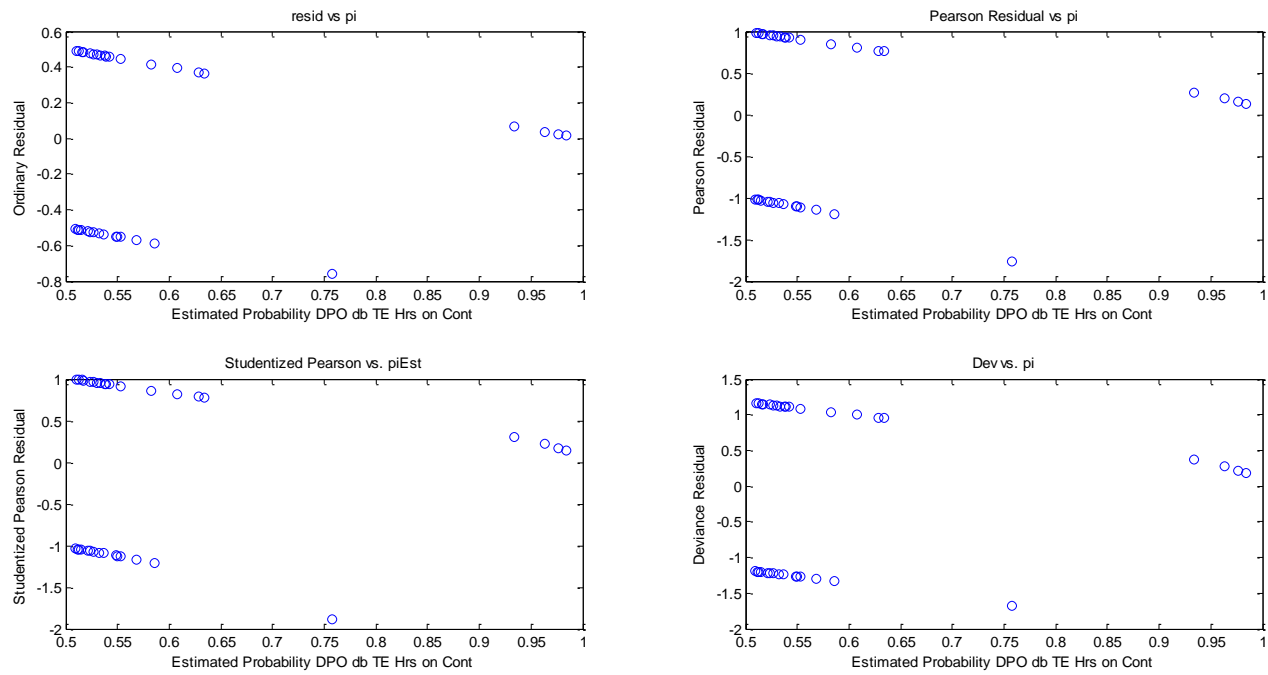 resid vs pi
0.6
0.4
0.2
0
-0.2
-0.4
-0.6
-0.8
Ordinary Residual
0.5 0.55 0.6 0.65 0.7 0.75 0.8 0.85 0.9 0.95 1
Estimated Probability DPO db TE Hrs on Cont
Pearson Residual vs pi
1
0.5
0
-0.5
-1
-1.5
-2
Pearson Residual
0.5 0.55 0.6 0.65 0.7 0.75 0.8 0.85 0.9 0.95 1
Estimated Probability DPO db TE Hrs on Cont
Studentized Pearson vs. piEst
1
0.5
0
-0.5
-1
-1.5
-2
Studentized Pearson Residual
0.5 0.55 0.6 0.65 0.7 0.75 0.8 0.85 0.9 0.95 1
Estimated Probability DPO db TE Hrs on Cont
Dev vs. pi
1.5
1
0.5
0
-0.5
-1
-1.5
-2
Deviance Residual
0.5 0.55 0.6 0.65 0.7 0.75 0.8 0.85 0.9 0.95 1
Estimated Probability DPO db TE Hrs on Cont